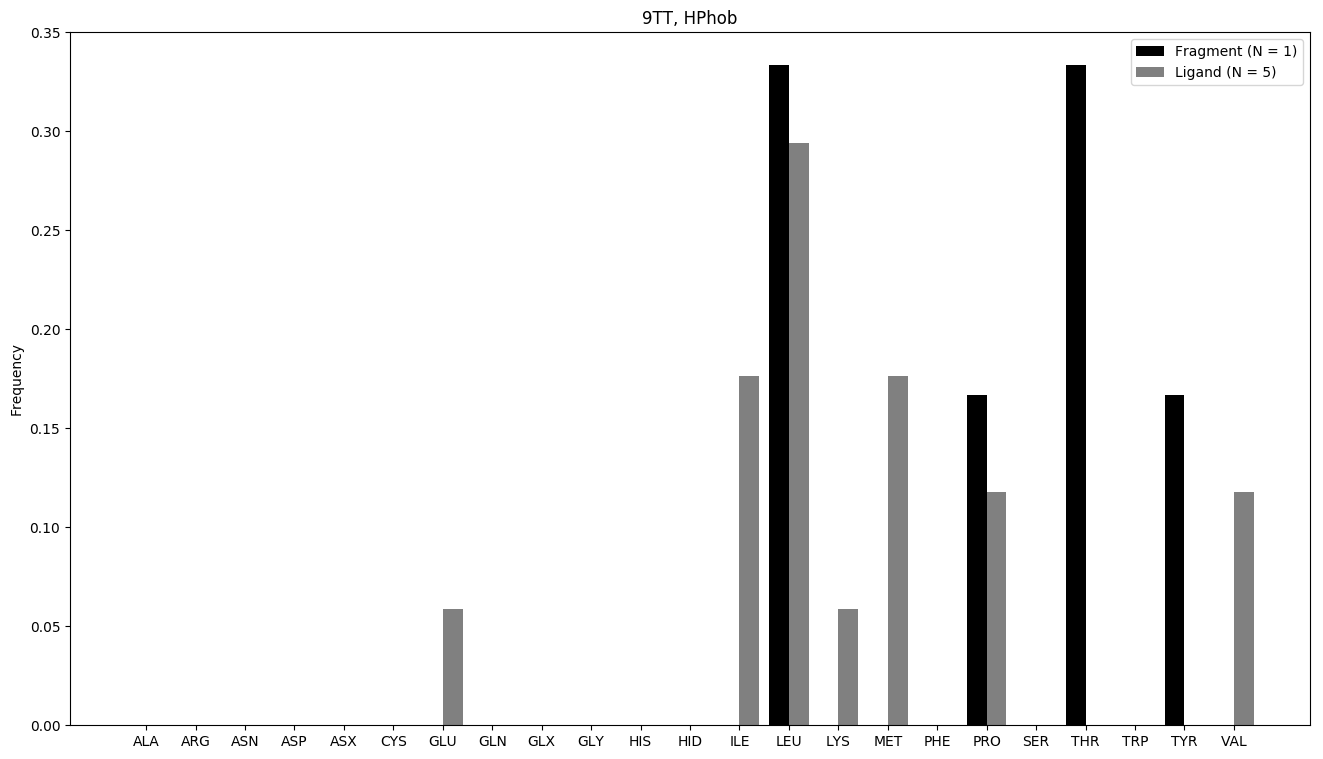 9TT, HPhob
Fragment (N = 1)
Ligand (N = 5)
Frequency
0.35
0.30
0.25
0.20
0.15
0.10
0.05
0.00
ALA ARG ASN ASP ASX CYS GLU GLN GLX GLY HIS HID ILE LEU LYS MET PHE PRO SER THR TRP TYR VAL